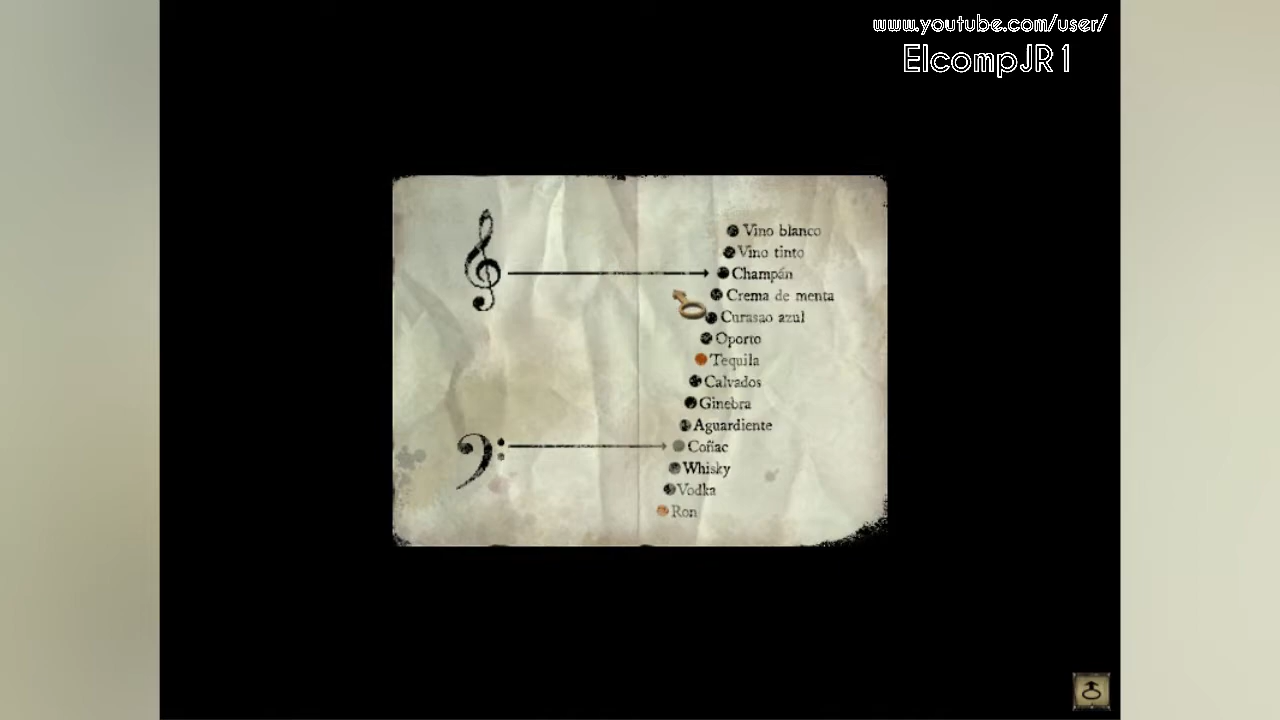 www.youtube.com/user/
ElcompJR1
Vino blanco
Vino tinto
Champán
Crema de menta
Curasao azul
Oporto
Tequila
Calvados
Ginebra
Aguardiente
Coñac
Whisky
Vodka
Ron